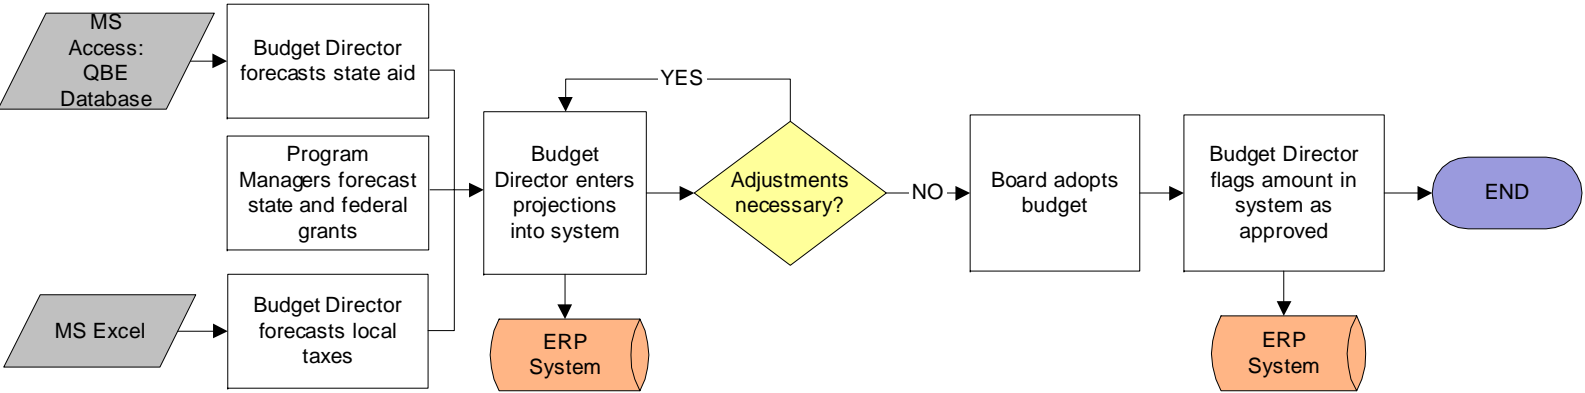 MS
Access:
QBE
Database
Budget Director
forecasts state aid
Program
Managers forecast
state and federal
grants
MS Excel
Budget Director
forecasts local
taxes
Budget
Director enters
projections
into system
ERP
System
YES
Adjustments
necessary?
NO
Board adopts
budget
Budget Director
flags amount in
system as
approved
ERP
System
END